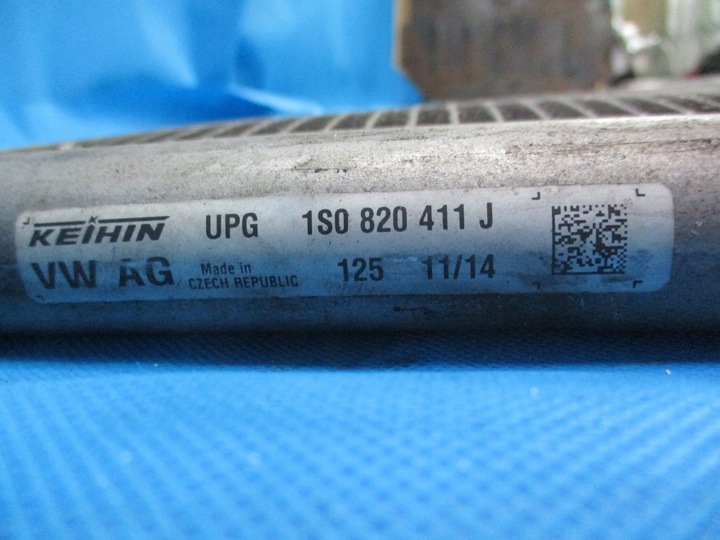 KEIHIN UPG 1S0 820 411 J
VW AG Made in CZECH REPUBLIC 125 11/14